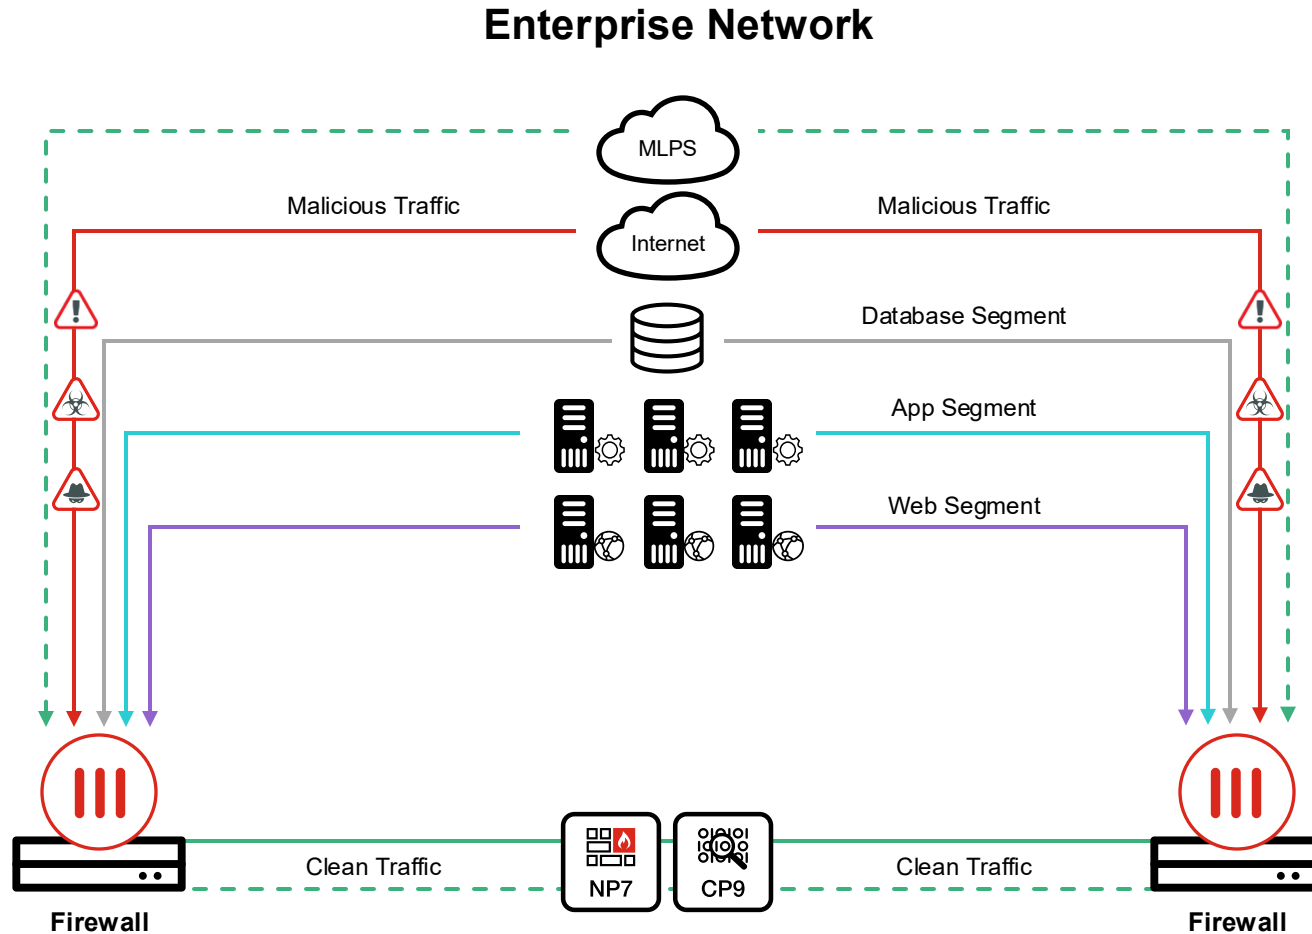 Enterprise Network
MLPS
Malicious Traffic
Malicious Traffic
Internet
Database Segment
App Segment
Web Segment
Clean Traffic
NP7
CP9
Clean Traffic
Firewall
Firewall